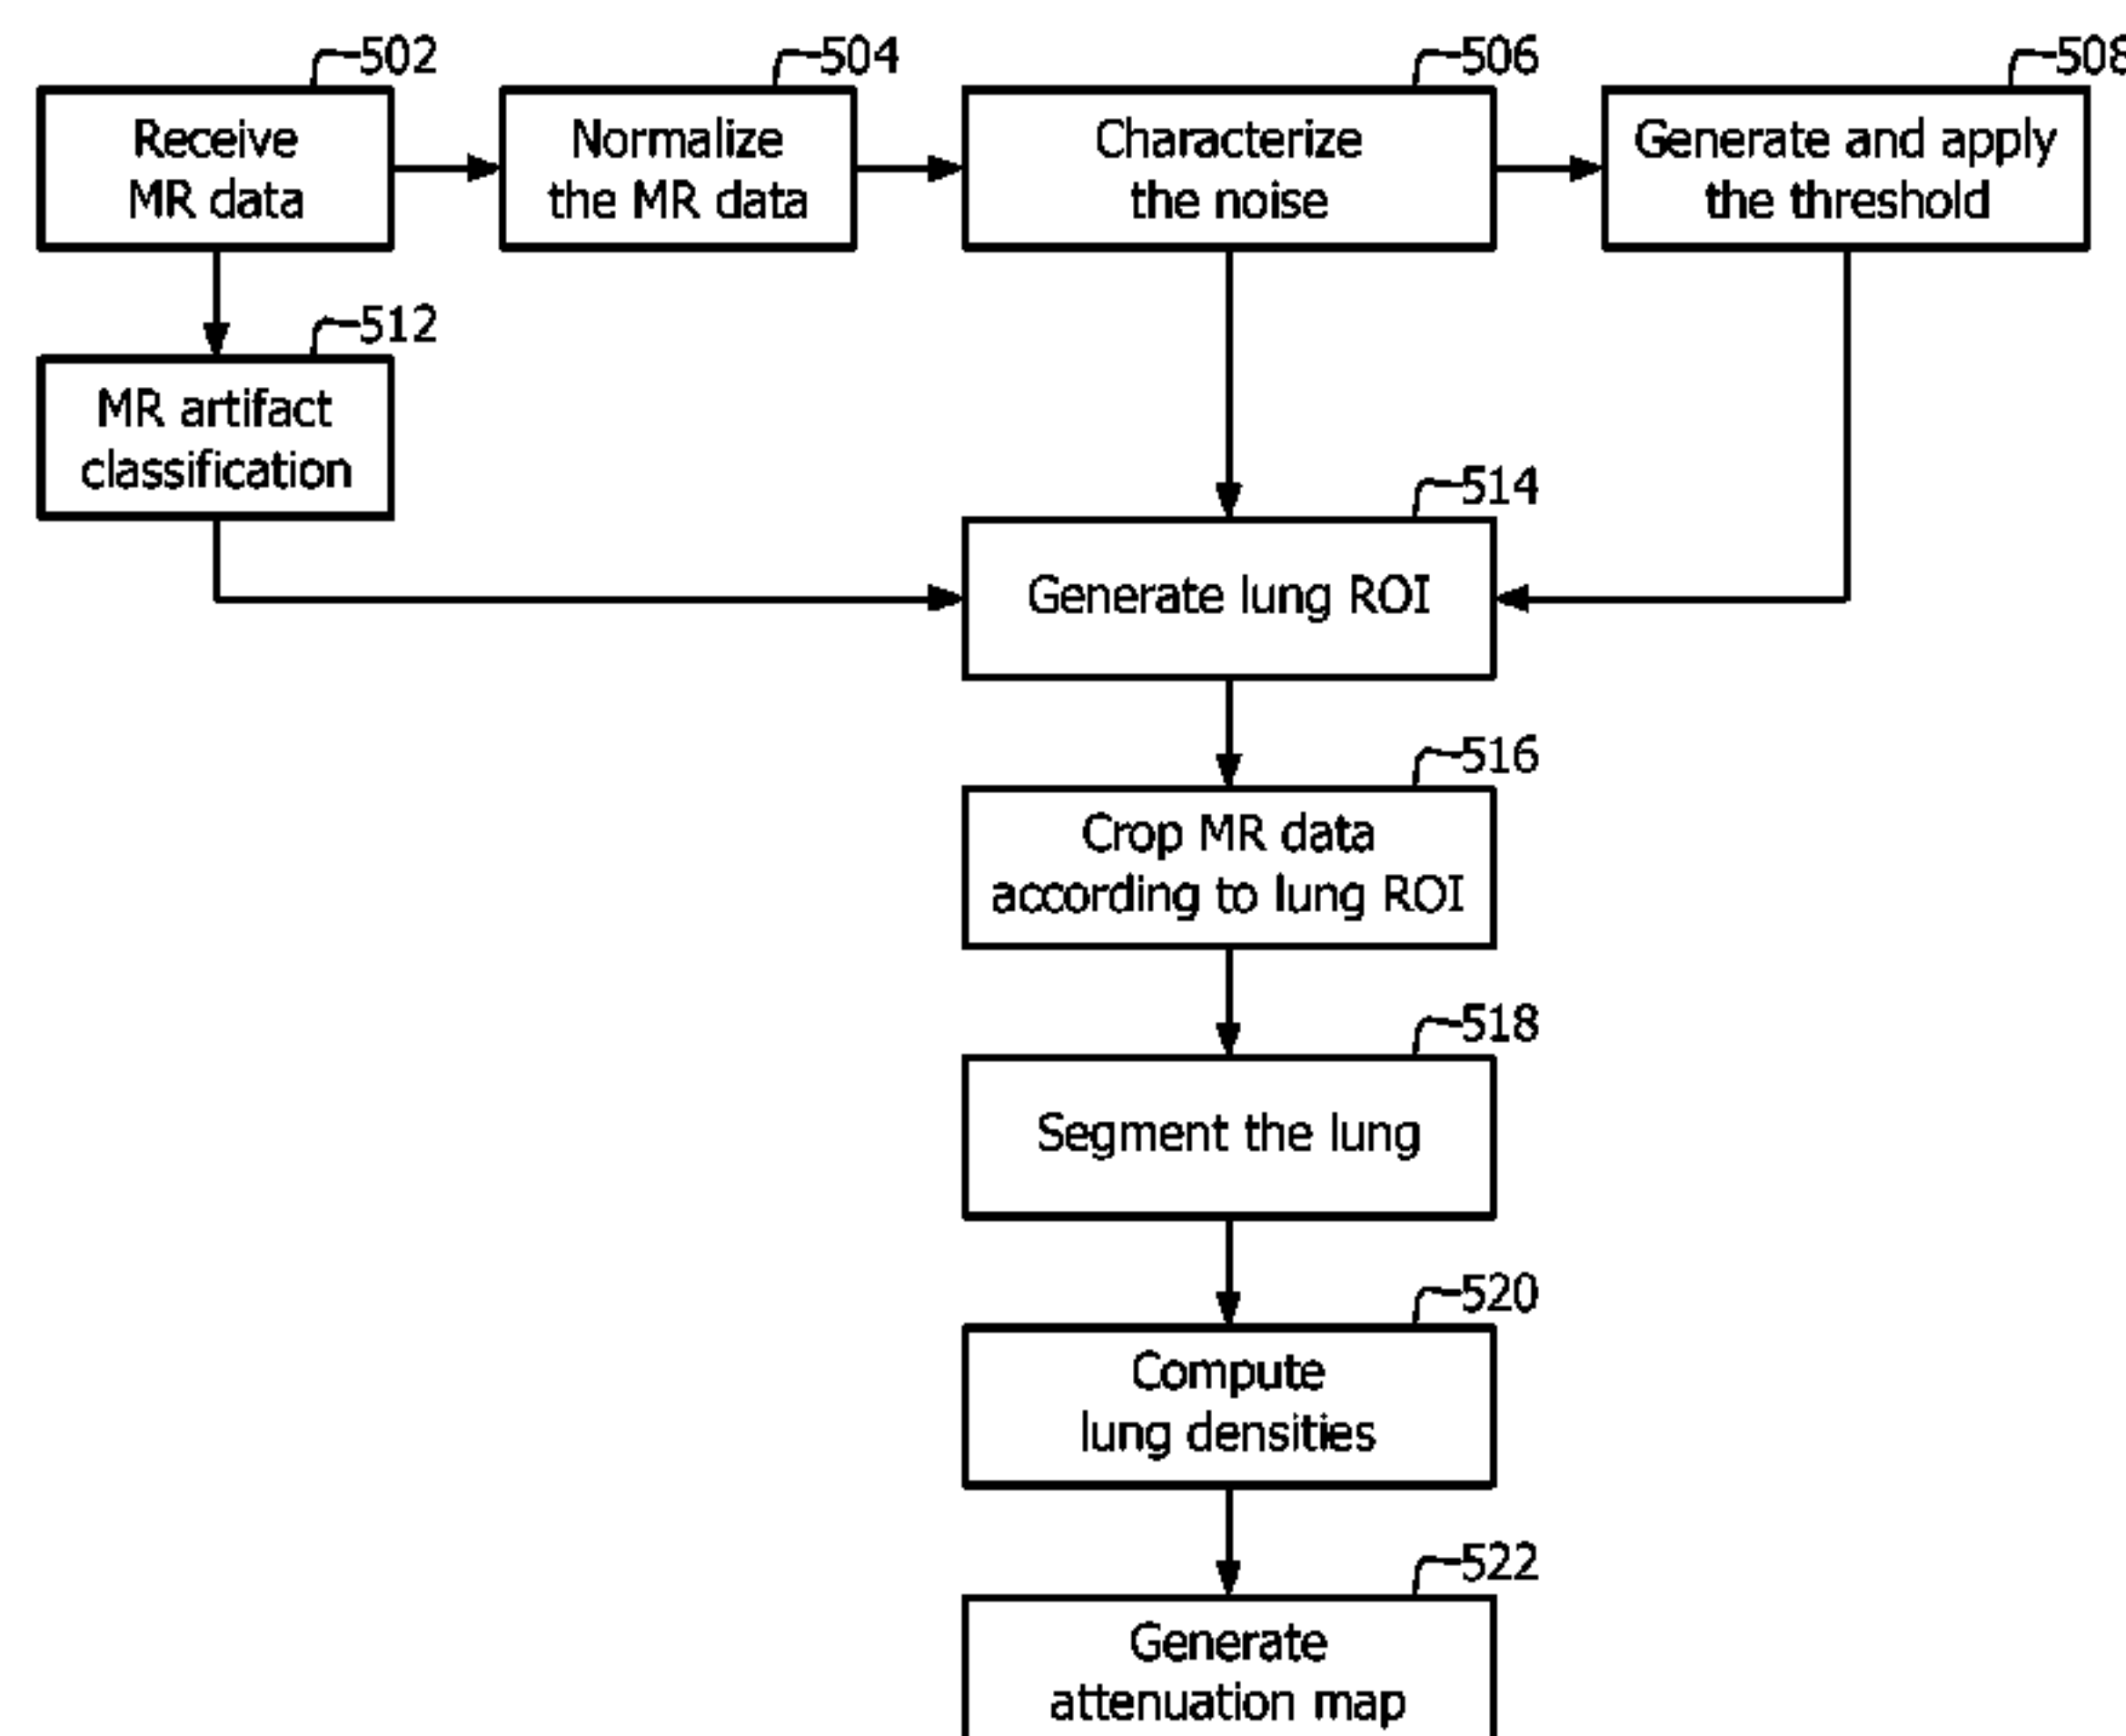 502
504
506
508
Receive
MR data
Normalize
the MR data
Characterize
the noise
Generate and apply
the threshold
512
MR artifact
classification
514
Generate lung ROI
516
Crop MR data
according to lung ROI
518
Segment the lung
520
Compute
lung densities
522
Generate
attenuation map